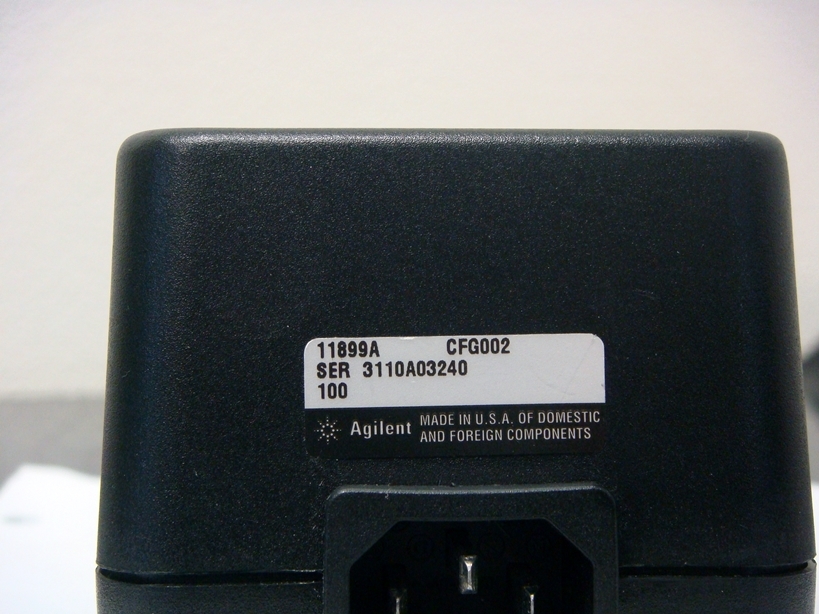 11899A CFG002
SER 3110A03240
100
Agilent MADE IN U.S.A. OF DOMESTIC
AND FOREIGN COMPONENTS